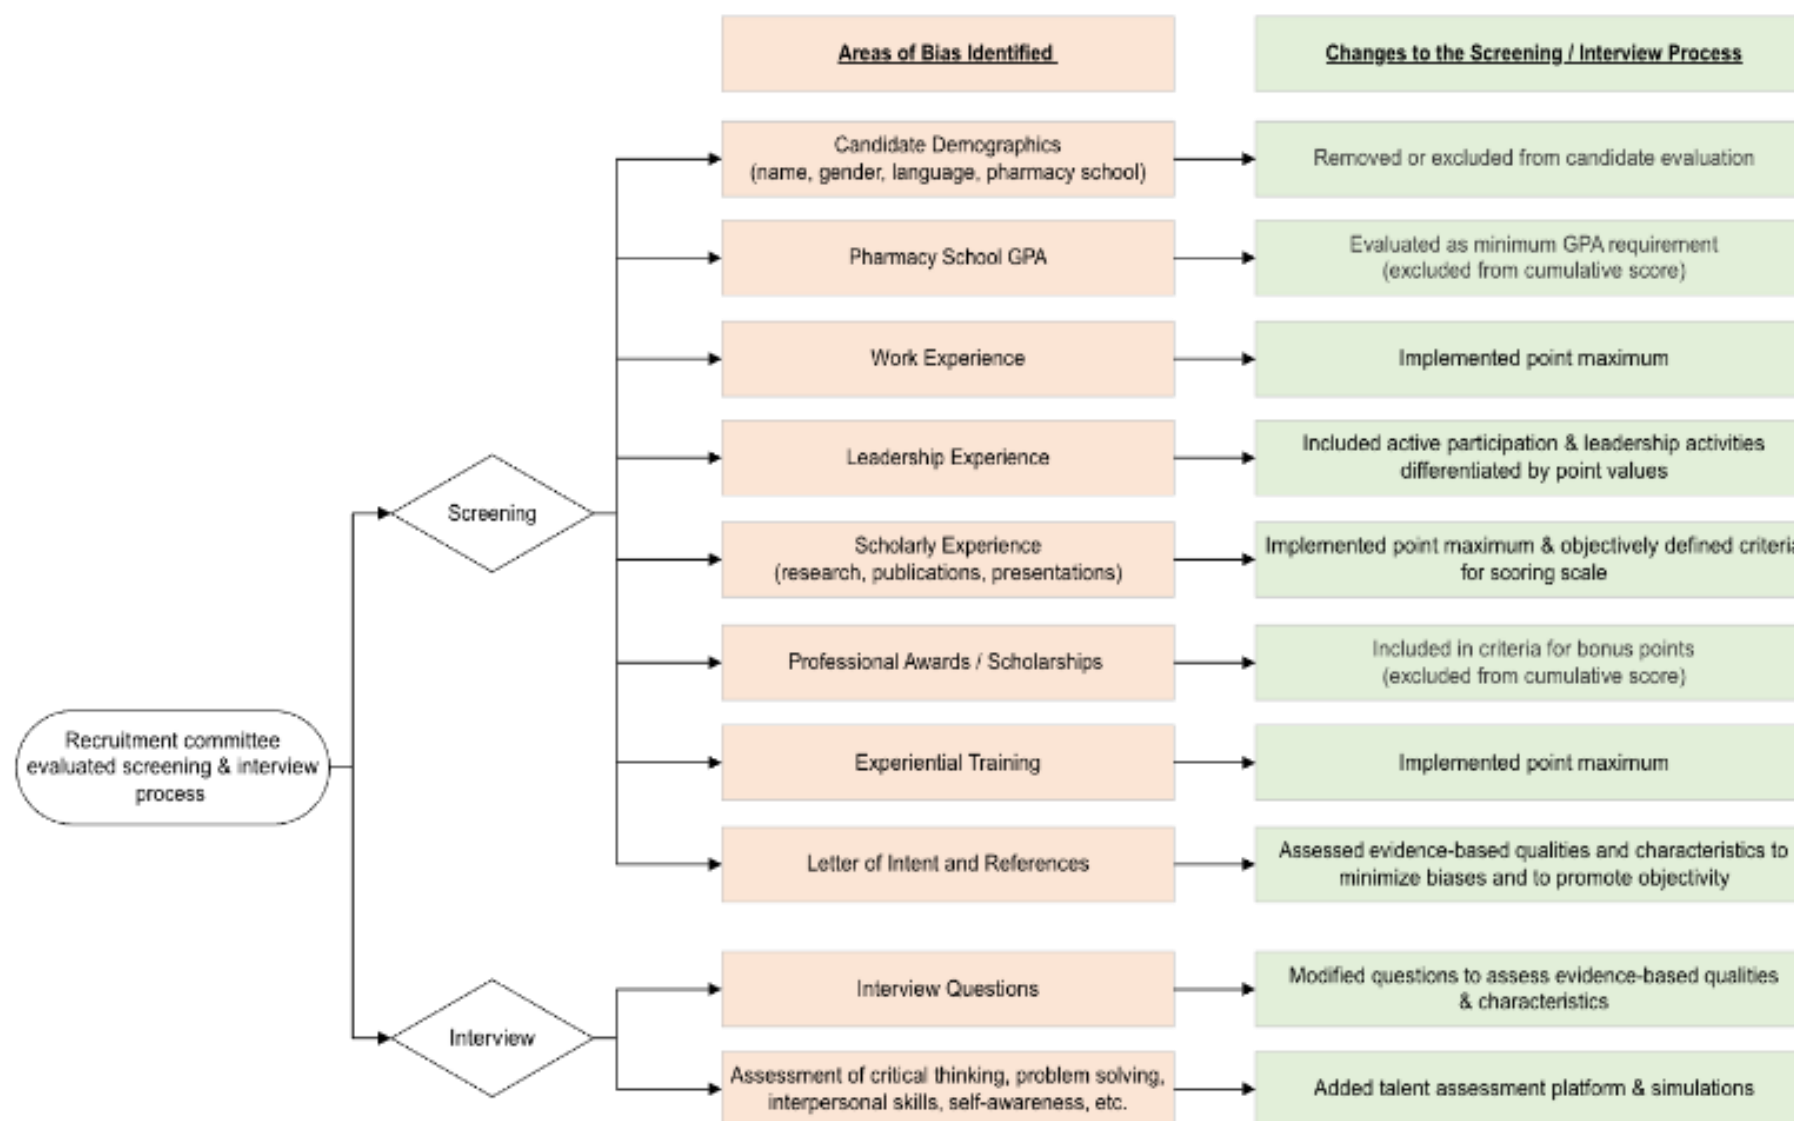 Areas of Bias Identified
Changes to the Screening / Interview Process
Candidate Demographics
(name, gender, language, pharmacy school)
Removed or excluded from candidate evaluation
Pharmacy School GPA
Evaluated as minimum GPA requirement
(excluded from cumulative score)
Work Experience
Implemented point maximum
Leadership Experience
Included active participation & leadership activities
differentiated by point values
Screening
Scholarly Experience
(research, publications, presentations)
Implemented point maximum & objectively defined criteria
for scoring scale
Professional Awards / Scholarships
Included in criteria for bonus points
(excluded from cumulative score)
Recruitment committee
evaluated screening & interview
process
Experiential Training
Implemented point maximum
Letter of Intent and References
Assessed evidence-based qualities and characteristics to
minimize biases and to promote objectivity
Interview
Interview Questions
Modified questions to assess evidence-based qualities
& characteristics
Assessment of critical thinking, problem solving,
interpersonal skills, self-awareness, etc.
Added talent assessment platform & simulations